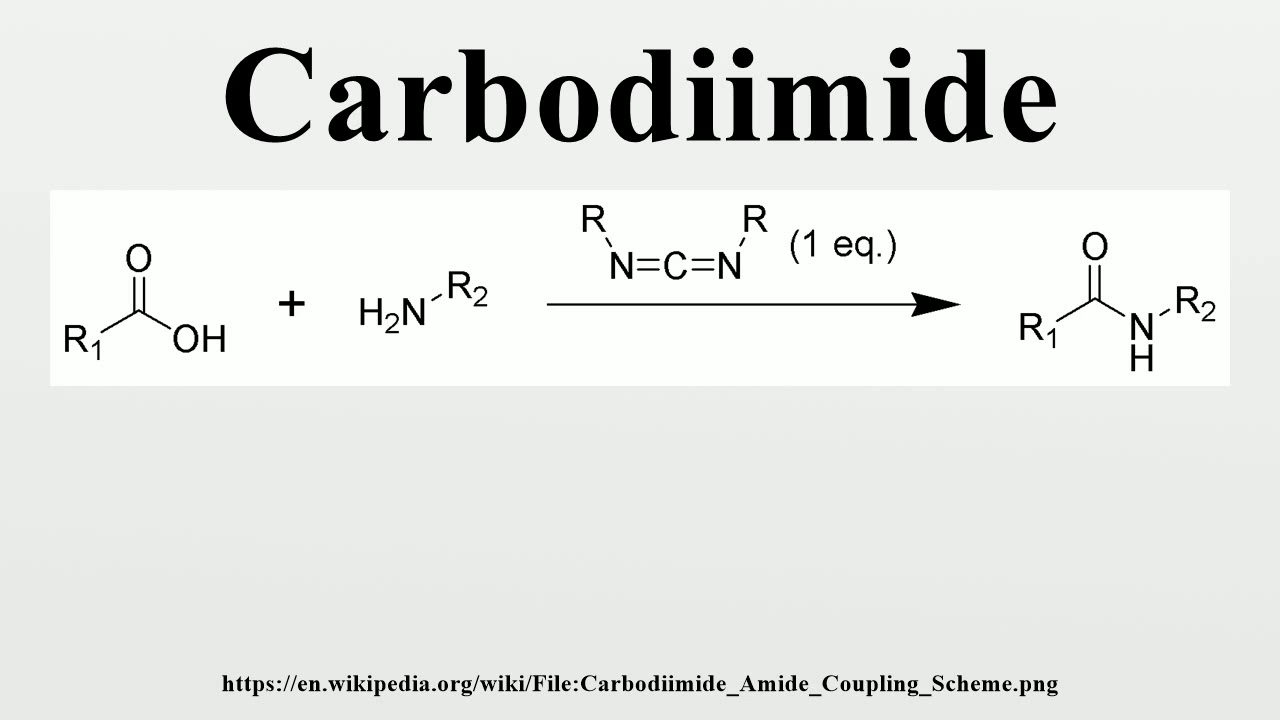 Carbodiimide
O
R1
OH
+
H2N
R2
R
R
N=C=N
(1 eq.)
O
R1
N
H
R2
https://en.wikipedia.org/wiki/File:Carbodiimide_Amide_Coupling_Scheme.png